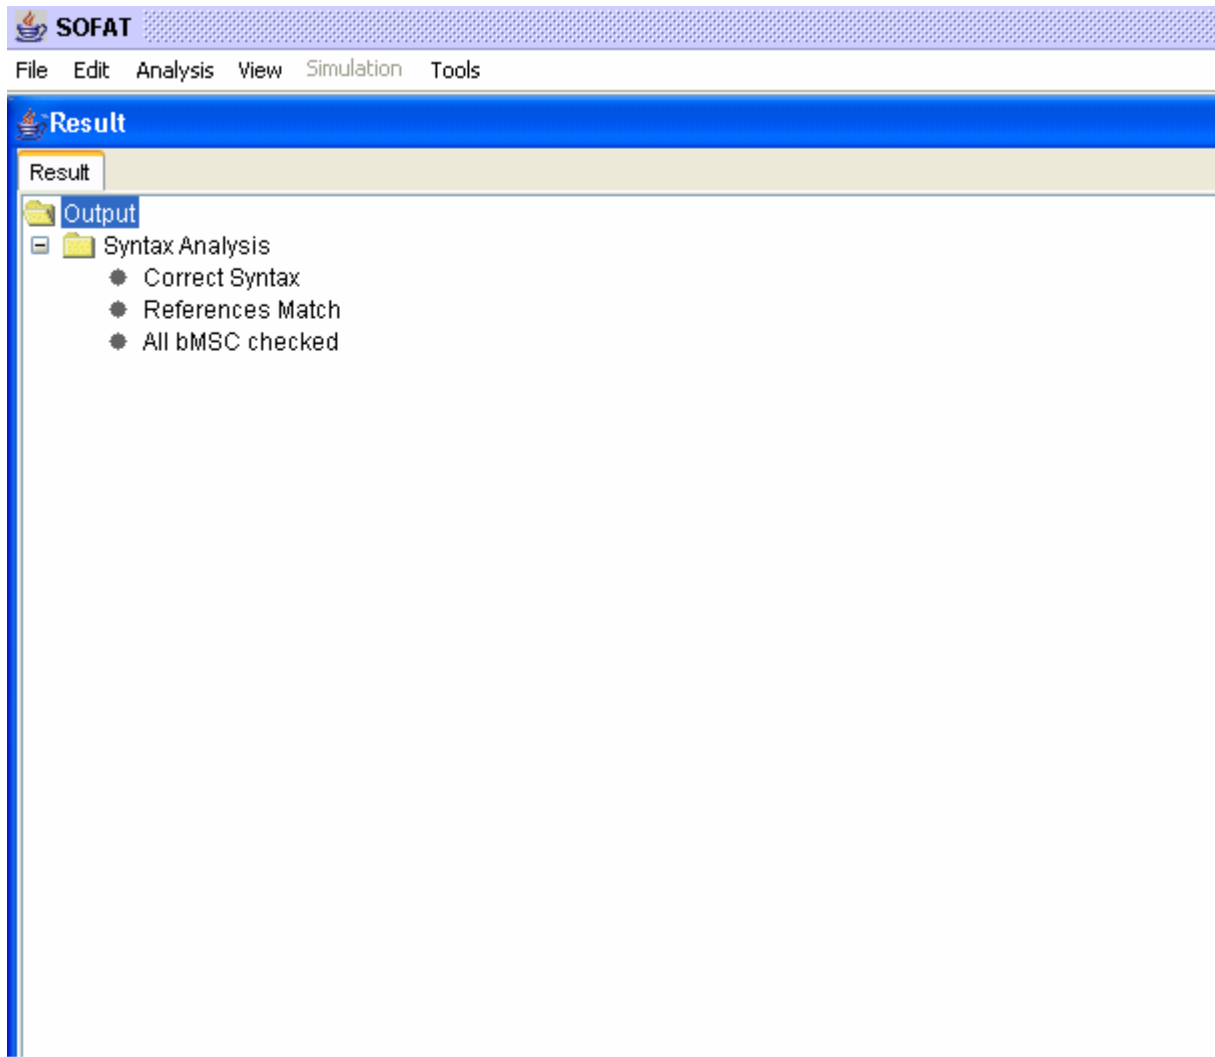 SOFAT
File Edit Analysis View Simulation Tools
Result
Result
Output
Syntax Analysis
Correct Syntax
References Match
All bMSC checked